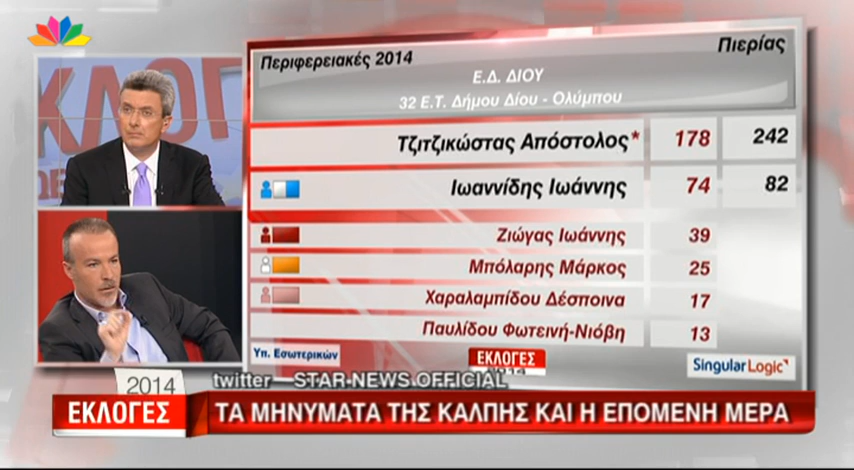 Περιφερειακές 2014
Πιερίας
Ε.Δ. ΔΙΟΥ
32 Ε.Τ. Δήμου Δίου - Ολύμπου
Τζιτζικώστας Απόστολος* 178 242
Ιωαννίδης Ιωάννης 74 82
Ζιώγας Ιωάννης 39
Μπόλαρης Μάρκος 25
Χαραλαμπίδου Δέσποινα 17
Παυλίδου Φωτεινή-Νιόβη 13
Υπ. Εσωτερικών
ΕΚΛΟΓΕΣ
2014
SingularLogic
2014
twitter STAR NEWS OFFICIAL
ΕΚΛΟΓΕΣ
ΤΑ ΜΗΝΥΜΑΤΑ ΤΗΣ ΚΑΛΠΗΣ ΚΑΙ Η ΕΠΟΜΕΝΗ ΜΕΡΑ